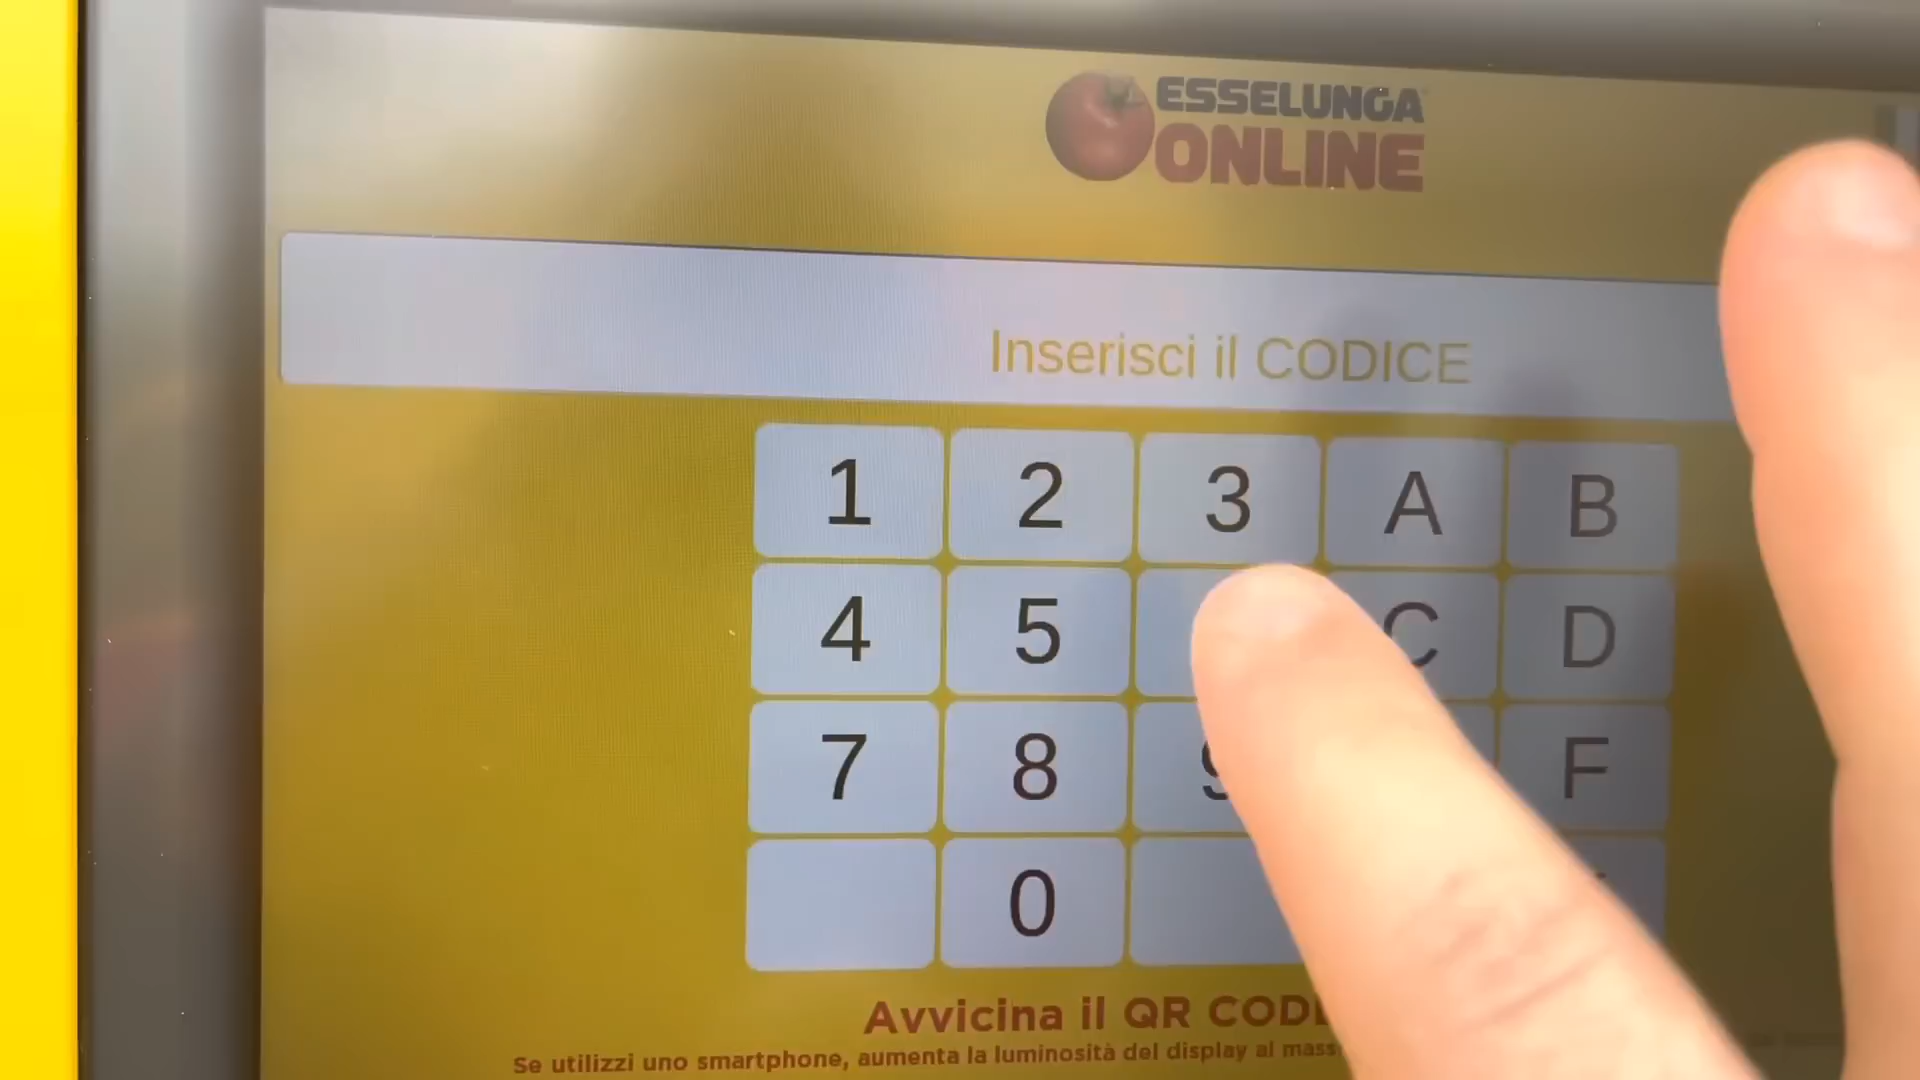 ESSELUNGA
ONLINE
Inserisci il CODICE
1 2 3 A B
4 5 C D
7 8 9 F
0
Avvicina il QR
Se utilizzi uno smartphone, aumenta la luminosità del display al